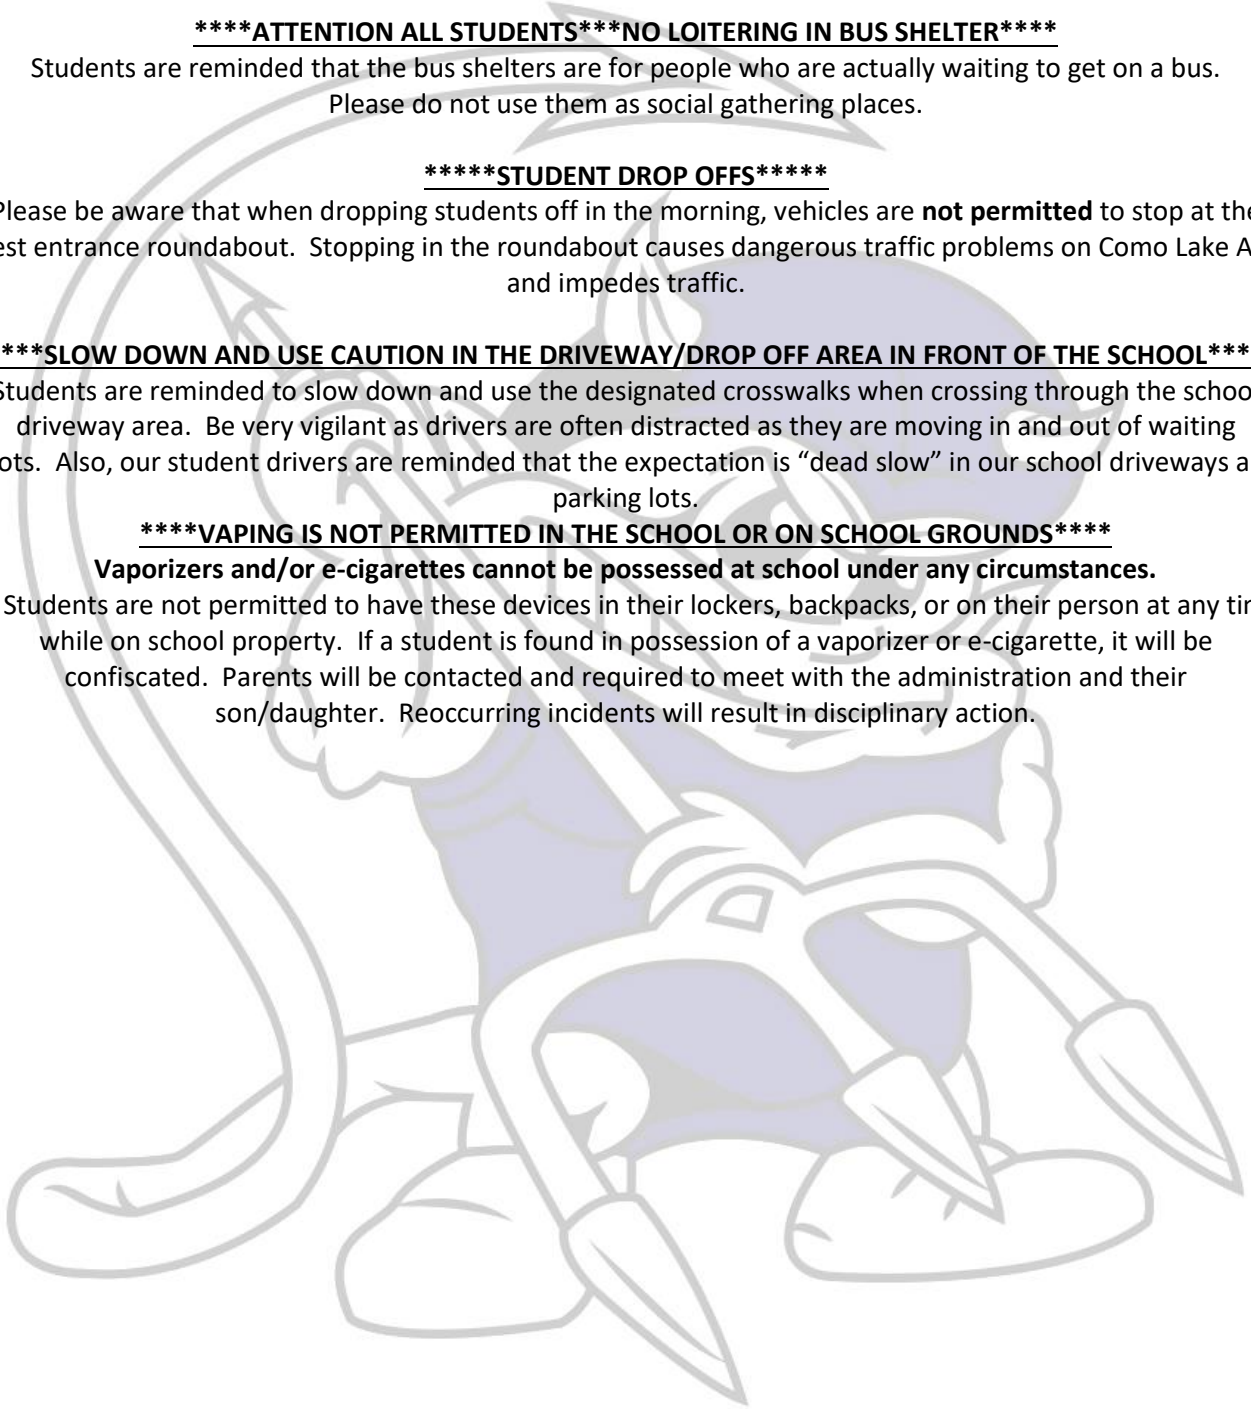 ****ATTENTION ALL STUDENTS***NO LOITERING IN BUS SHELTER****
Students are reminded that the bus shelters are for people who are actually waiting to get on a bus.
Please do not use them as social gathering places.
*****STUDENT DROP OFFS*****
Please be aware that when dropping students off in the morning, vehicles are not permitted to stop at the
est entrance roundabout. Stopping in the roundabout causes dangerous traffic problems on Como Lake A
and impedes traffic.
***SLOW DOWN AND USE CAUTION IN THE DRIVEWAY/DROP OFF AREA IN FRONT OF THE SCHOOL***
Students are reminded to slow down and use the designated crosswalks when crossing through the school
driveway area. Be very vigilant as drivers are often distracted as they are moving in and out of waiting
ots. Also, our student drivers are reminded that the expectation is “dead slow” in our school driveways a
parking lots.
****VAPING IS NOT PERMITTED IN THE SCHOOL OR ON SCHOOL GROUNDS****
Vaporizers and/or e-cigarettes cannot be possessed at school under any circumstances.
Students are not permitted to have these devices in their lockers, backpacks, or on their person at any tim
while on school property. If a student is found in possession of a vaporizer or e-cigarette, it will be
confiscated. Parents will be contacted and required to meet with the administration and their
son/daughter. Reoccurring incidents will result in disciplinary action.